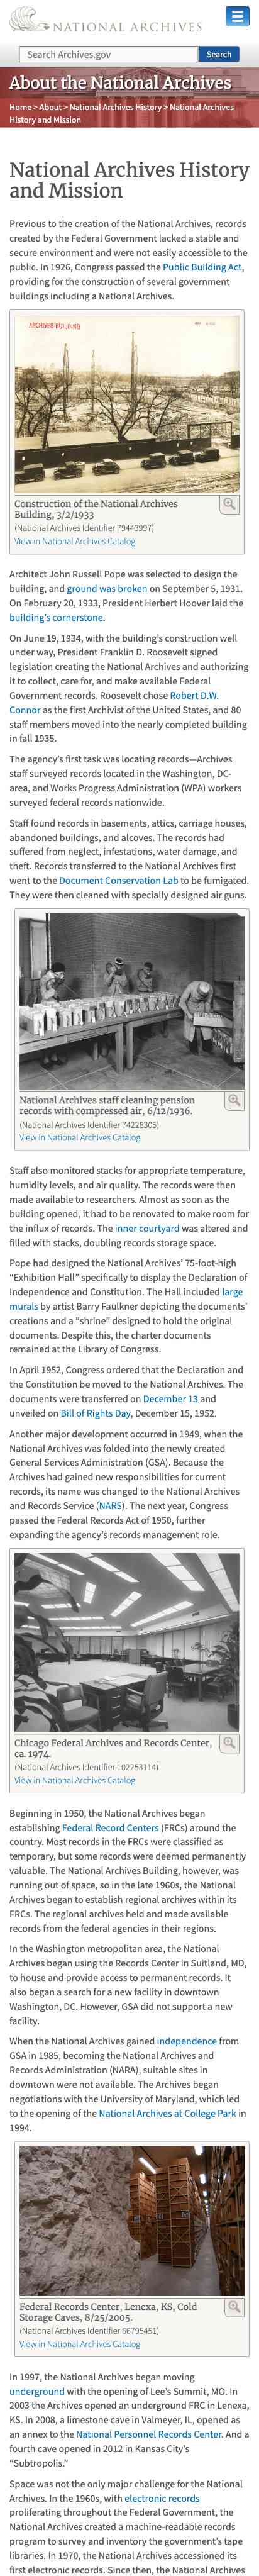 NATIONAL ARCHIVES
Search Archives.gov
Search
About the National Archives
Home > About > National Archives History > National Archives
History and Mission
National Archives History
and Mission
Previous to the creation of the National Archives, records
created by the Federal Government lacked a stable and
secure environment and were not easily accessible to the
public. In 1926, Congress passed the Public Building Act,
providing for the construction of several government
buildings including a National Archives.
ARCHIVES BUILDING
Construction of the National Archives
Building, 3/2/1933
(National Archives Identifier 79443997)
View in National Archives Catalog
Architect John Russell Pope was selected to design the
building, and ground was broken on September 5, 1931.
On February 20, 1933, President Herbert Hoover laid the
building's cornerstone.
On June 19, 1934, with the building's construction well
under way, President Franklin D. Roosevelt signed
legislation creating the National Archives and authorizing
it to collect, care for, and make available Federal
Government records. Roosevelt chose Robert D.W.
Connor as the first Archivist of the United States, and 80
staff members moved into the nearly completed building
in fall 1935.
The agency's first task was locating records—Archives
staff surveyed records located in the Washington, DC-
area, and Works Progress Administration (WPA) workers
surveyed federal records nationwide.
Staff found records in basements, attics, carriage houses,
abandoned buildings, and alcoves. The records had
suffered from neglect, infestations, water damage, and
theft. Records transferred to the National Archives first
went to the Document Conservation Lab to be fumigated.
They were then cleaned with specially designed air guns.
National Archives staff cleaning pension
records with compressed air, 6/12/1936.
(National Archives Identifier 74228305)
View in National Archives Catalog
Staff also monitored stacks for appropriate temperature,
humidity levels, and air quality. The records were then
made available to researchers. Almost as soon as the
building opened, it had to be renovated to make room for
the influx of records. The inner courtyard was altered and
filled with stacks, doubling records storage space.
Pope had designed the National Archives' 75-foot-high
"Exhibition Hall" specifically to display the Declaration of
Independence and Constitution. The Hall included large
murals by artist Barry Faulkner depicting the documents'
creations and a "shrine" designed to hold the original
documents. Despite this, the charter documents
remained at the Library of Congress.
In April 1952, Congress ordered that the Declaration and
the Constitution be moved to the National Archives. The
documents were transferred on December 13 and
unveiled on Bill of Rights Day, December 15, 1952.
Another major development occurred in 1949, when the
National Archives was folded into the newly created
General Services Administration (GSA). Because the
Archives had gained new responsibilities for current
records, its name was changed to the National Archives
and Records Service (NARS). The next year, Congress
passed the Federal Records Act of 1950, further
expanding the agency's records management role.
Chicago Federal Archives and Records Center,
ca. 1974.
(National Archives Identifier 102253114)
View in National Archives Catalog
Beginning in 1950, the National Archives began
establishing Federal Record Centers (FRCs) around the
country. Most records in the FRCs were classified as
temporary, but some records were deemed permanently
valuable. The National Archives Building, however, was
running out of space, so in the late 1960s, the National
Archives began to establish regional archives within its
FRCs. The regional archives held and made available
records from the federal agencies in their regions.
In the Washington metropolitan area, the National
Archives began using the Records Center in Suitland, MD,
to house and provide access to permanent records. It
also began a search for a new facility in downtown
Washington, DC. However, GSA did not support a new
facility.
When the National Archives gained independence from
GSA in 1985, becoming the National Archives and
Records Administration (NARA), suitable sites in
downtown were not available. The Archives began
negotiations with the University of Maryland, which led
to the opening of the National Archives at College Park in
1994.
Federal Records Center, Lenexa, KS, Cold
Storage Caves, 8/25/2005.
(National Archives Identifier 66795451)
View in National Archives Catalog
In 1997, the National Archives began moving
underground with the opening of Lee's Summit, MO. In
2003 the Archives opened an underground FRC in Lenexa,
KS. In 2008, a limestone cave in Valmeyer, IL, opened as
an annex to the National Personnel Records Center. And a
fourth cave opened in 2012 in Kansas City's
"Subtropolis."
Space was not the only major challenge for the National
Archives. In the 1960s, with electronic records
proliferating throughout the Federal Government, the
National Archives created a machine-readable records
program to survey and inventory the government's tape
libraries. In 1970, the National Archives accessioned its
first electronic records. Since then, the National Archives